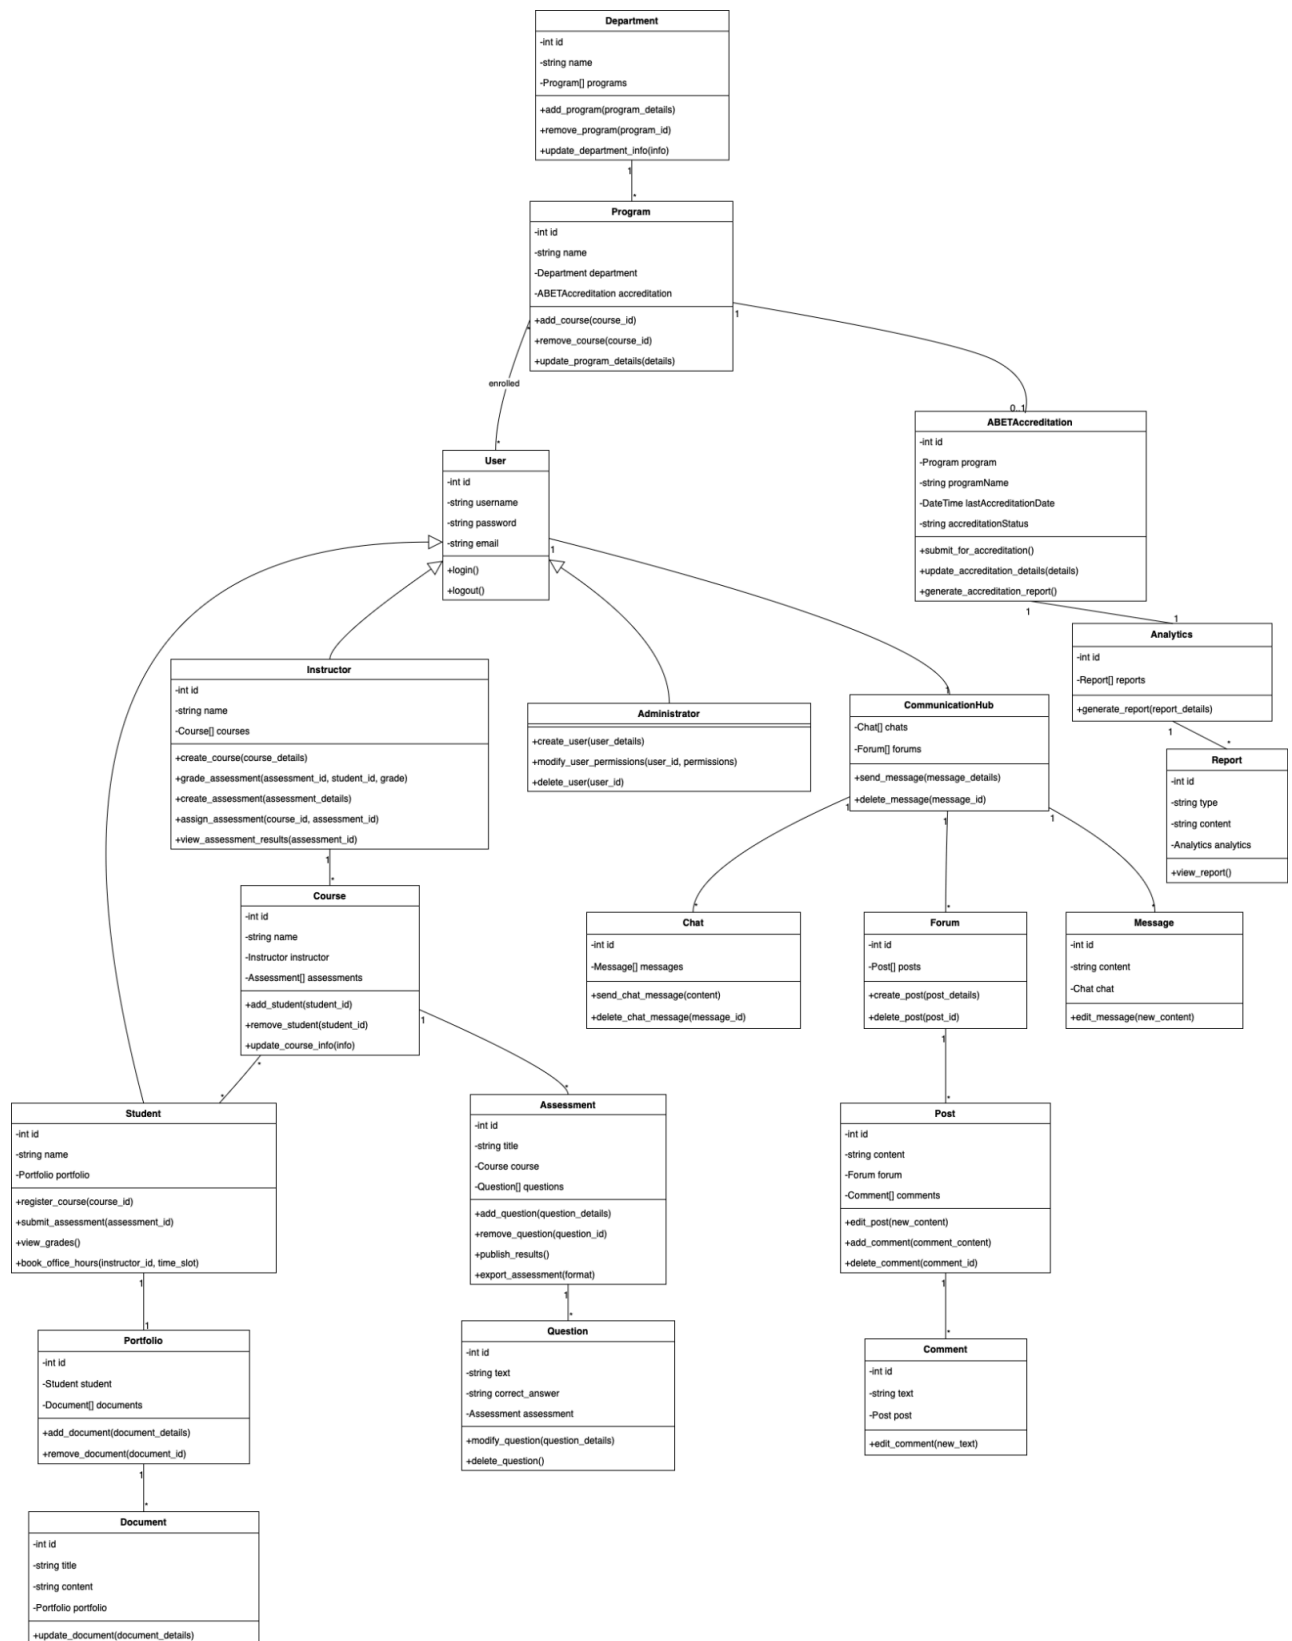 Department
-int id
-string name
-Program[] programs
+add_program(program_details)
+remove_program(program_id)
+update_department_info(info)
1
*
Program
-int id
-string name
-Department department
-ABETAccreditation accreditation
+add_course(course_id)
+remove_course(course_id)
+update_program_details(details)
*
1
enrolled
*
0..1
ABETAccreditation
-int id
-Program program
-string programName
-DateTime lastAccreditationDate
-string accreditationStatus
+submit_for_accreditation()
+update_accreditation_details(details)
+generate_accreditation_report()
1
1
User
-int id
-string username
-string password
-string email
+login()
+logout()
1
Analytics
-int id
-Report[] reports
+generate_report(report_details)
1
*
Instructor
-int id
-string name
-Course[] courses
+create_course(course_details)
+grade_assessment(assessment_id, student_id, grade)
+create_assessment(assessment_details)
+assign_assessment(course_id, assessment_id)
+view_assessment_results(assessment_id)
1
*
Administrator
+create_user(user_details)
+modify_user_permissions(user_id, permissions)
+delete_user(user_id)
1
CommunicationHub
-Chat[] chats
-Forum[] forums
+send_message(message_details)
+delete_message(message_id)
1
1
1
Report
-int id
-string type
-string content
-Analytics analytics
+view_report()
Course
-int id
-string name
-Instructor instructor
-Assessment[] assessments
+add_student(student_id)
+remove_student(student_id)
+update_course_info(info)
*
1
*
*
*
Chat
-int id
-Message[] messages
+send_chat_message(content)
+delete_chat_message(message_id)
*
Forum
-int id
-Post[] posts
+create_post(post_details)
+delete_post(post_id)
1
*
*
Message
-int id
-string content
-Chat chat
+edit_message(new_content)
Student
-int id
-string name
-Portfolio portfolio
+register_course(course_id)
+submit_assessment(assessment_id)
+view_grades()
+book_office_hours(instructor_id, time_slot)
1
1
Assessment
-int id
-string title
-Course course
-Question[] questions
+add_question(question_details)
+remove_question(question_id)
+publish_results()
+export_assessment(format)
1
*
Post
-int id
-string content
-Forum forum
-Comment[] comments
+edit_post(new_content)
+add_comment(comment_content)
+delete_comment(comment_id)
1
*
Portfolio
-int id
-Student student
-Document[] documents
+add_document(document_details)
+remove_document(document_id)
1
*
Question
-int id
-string text
-string correct_answer
-Assessment assessment
+modify_question(question_details)
+delete_question()
Comment
-int id
-string text
-Post post
+edit_comment(new_text)
Document
-int id
-string title
-string content
-Portfolio portfolio
+update_document(document_details)